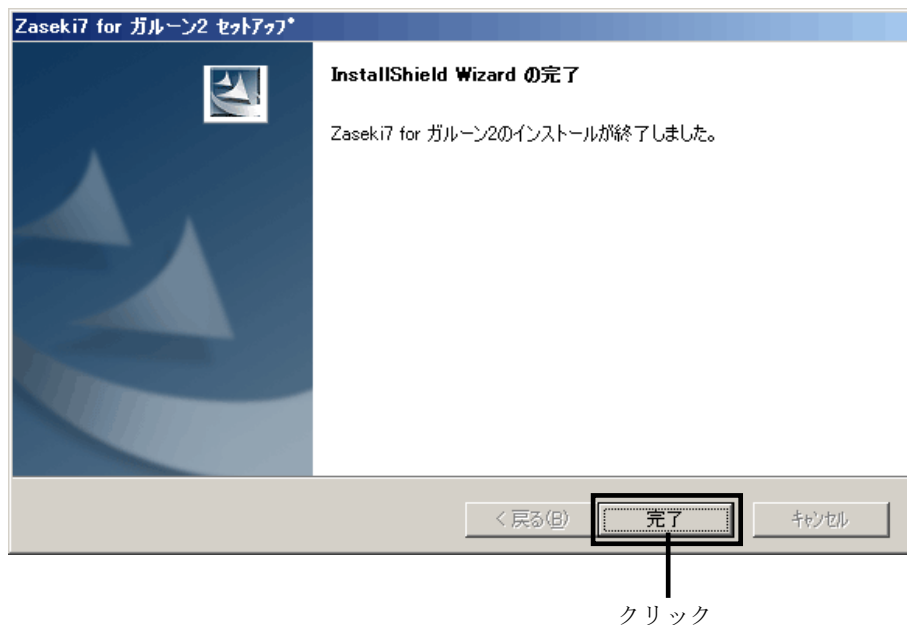 Zaseki7 for ガルーン2 ｾｯﾄｱｯﾌﾟ
InstallShield Wizard の完了
Zaseki7 for ガルーン2のインストールが終了しました。
< 戻る(B)
完了
ｷｬﾝｾﾙ
クリック